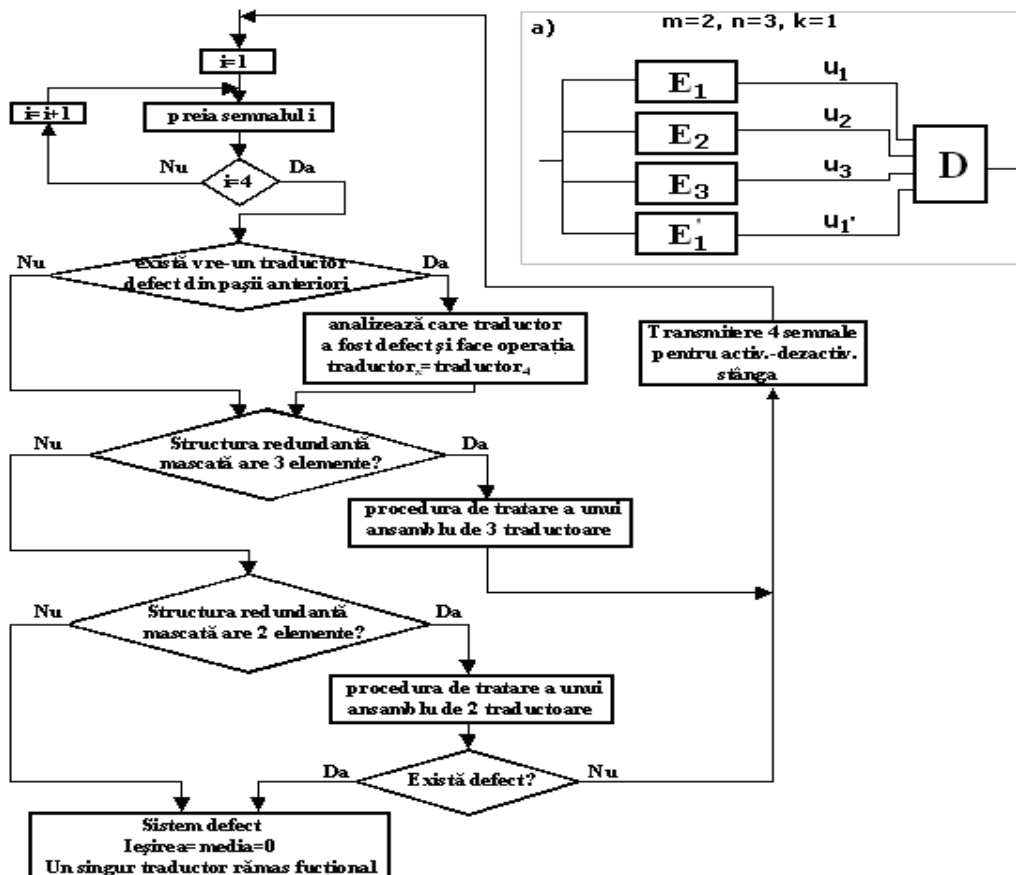 i=1
i=i+1
preia semnalul i
Nu
Da
i=4
a)
m=2, n=3, k=1
E1
u1
E2
u2
E3
u3
E1'
u1'
D
Nu
există vre-un traductor
defect din pașii anteriori
Da
analizează care traductor
a fost defect și face operația
traductorx=traductor4
Transmitere 4 semnale
pentru activ.-dezactiv.
stânga
Nu
Structura redundantă
mascată are 3 elemente?
Da
procedura de tratare a unui
ansamblu de 3 traductoare
Nu
Structura redundantă
mascată are 2 elemente?
Da
procedura de tratare a unui
ansamblu de 2 traductoare
Da
Există defect?
Nu
Sistem defect
Ieșirea=media=0
Un singur traductor rămas fucțional